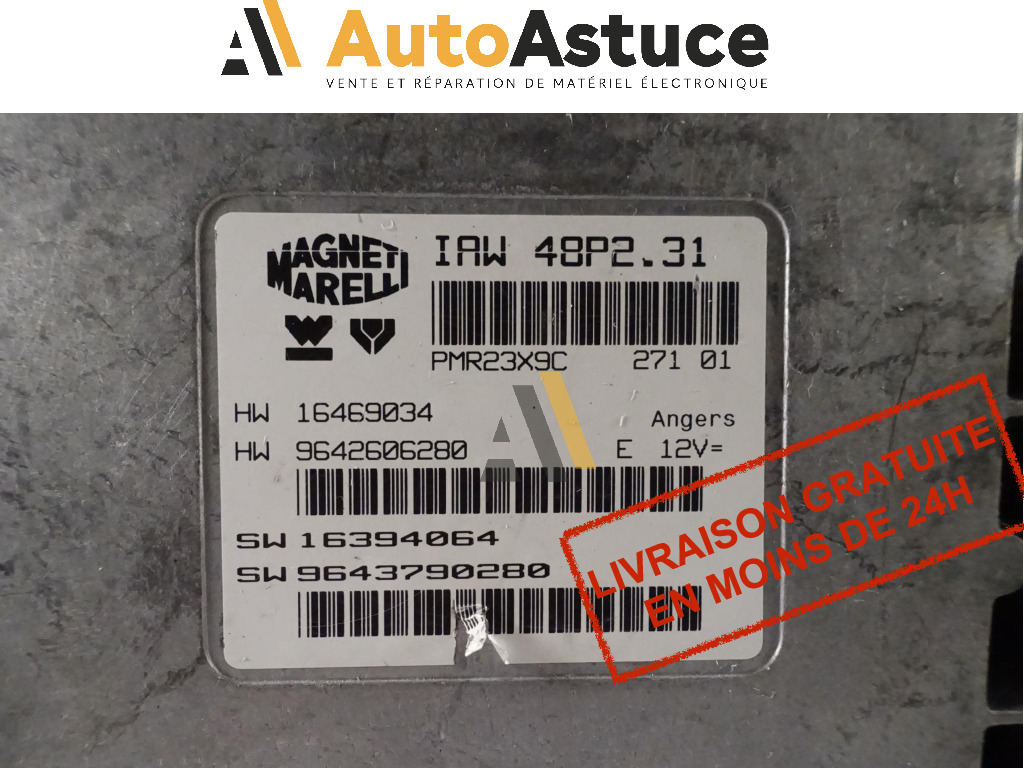 AutoAstuce
VENTE ET RÉPARATION DE MATÉRIEL ÉLECTRONIQUE
MAGNETI
MARELLI
IAW 48P2.31
PMR23X9C 271 01
HW 16469034
Angers
HW 9642606280 E 12V=
SW 16394064
SW 9643790280
LIVRAISON GRATUITE
EN MOINS DE 24H